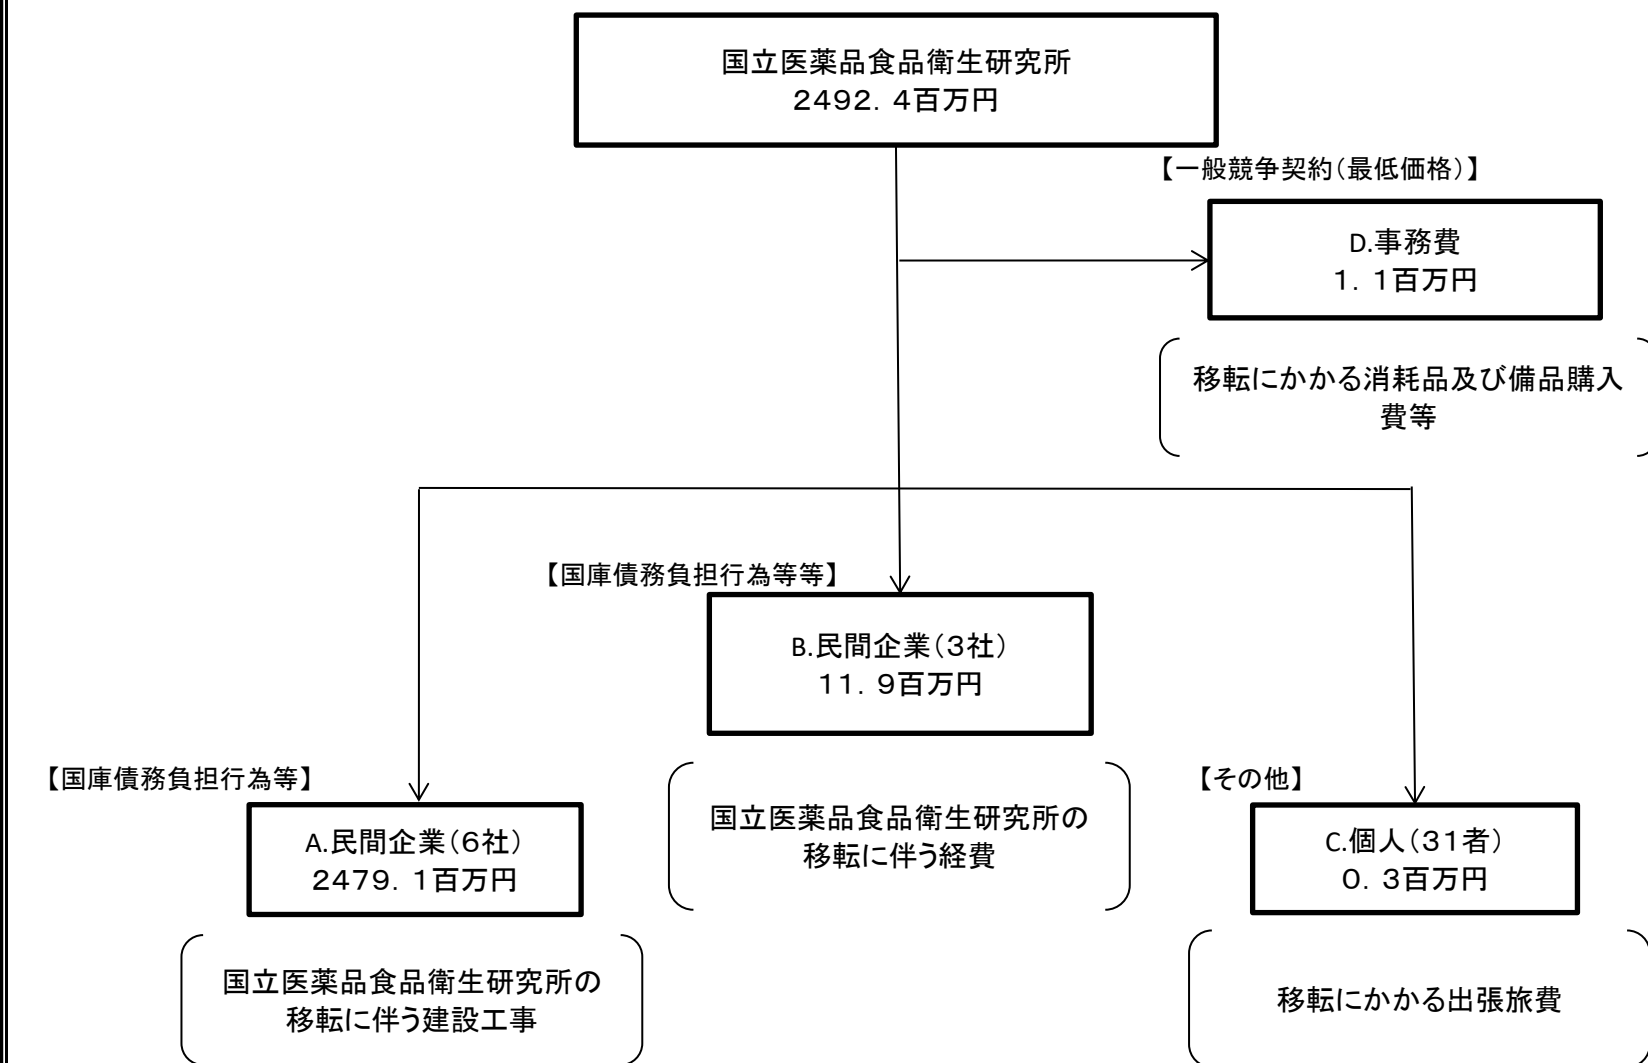 国立医薬品食品衛生研究所
2492.4百万円
【一般競争契約(最低価格)】
D.事務費
1.1百万円
移転にかかる消耗品及び備品購入
費等
【国庫債務負担行為等等】
B.民間企業(3社)
11.9百万円
国立医薬品食品衛生研究所の
移転に伴う経費
【国庫債務負担行為等】
A.民間企業(6社)
2479.1百万円
国立医薬品食品衛生研究所の
移転に伴う建設工事
【その他】
C.個人(31者)
0.3百万円
移転にかかる出張旅費